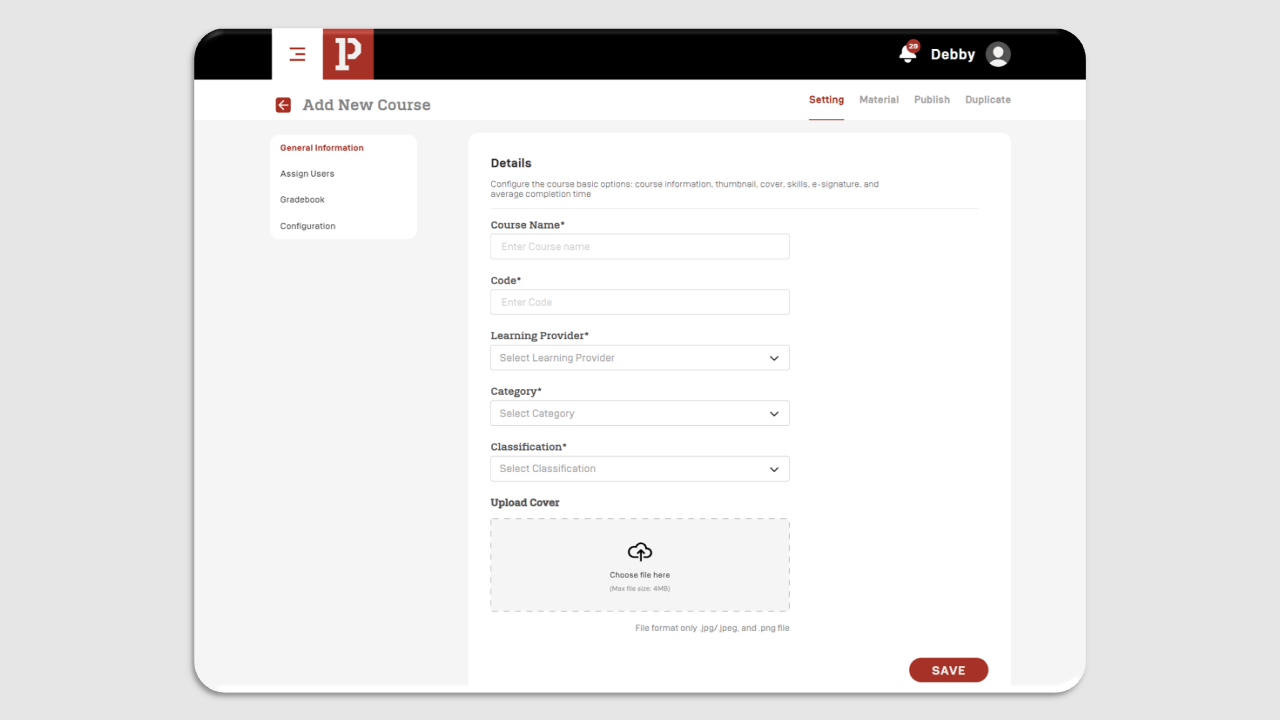 P
29
Debby
Add New Course
Setting
Material
Publish
Duplicate
General Information
Assign Users
Gradebook
Configuration
Details
Configure the course basic options: course information, thumbnail, cover, skills, e-signature, and
average completion time
Course Name*
Enter Course name
Code*
Enter Code
Learning Provider*
Select Learning Provider
Category*
Select Category
Classification*
Select Classification
Upload Cover
Choose file here
(Max file size: 4MB)
File format only .jpg/.jpeg, and .png file
SAVE